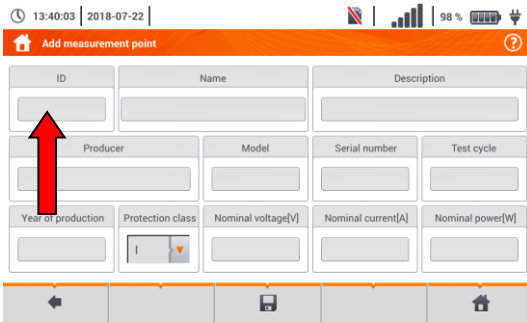 13:40:03 2018-07-22 98 %
Add measurement point ?
ID Name Description
Producer Model Serial number Test cycle
Year of production Protection class Nominal voltage[V] Nominal current[A] Nominal power[W]
I